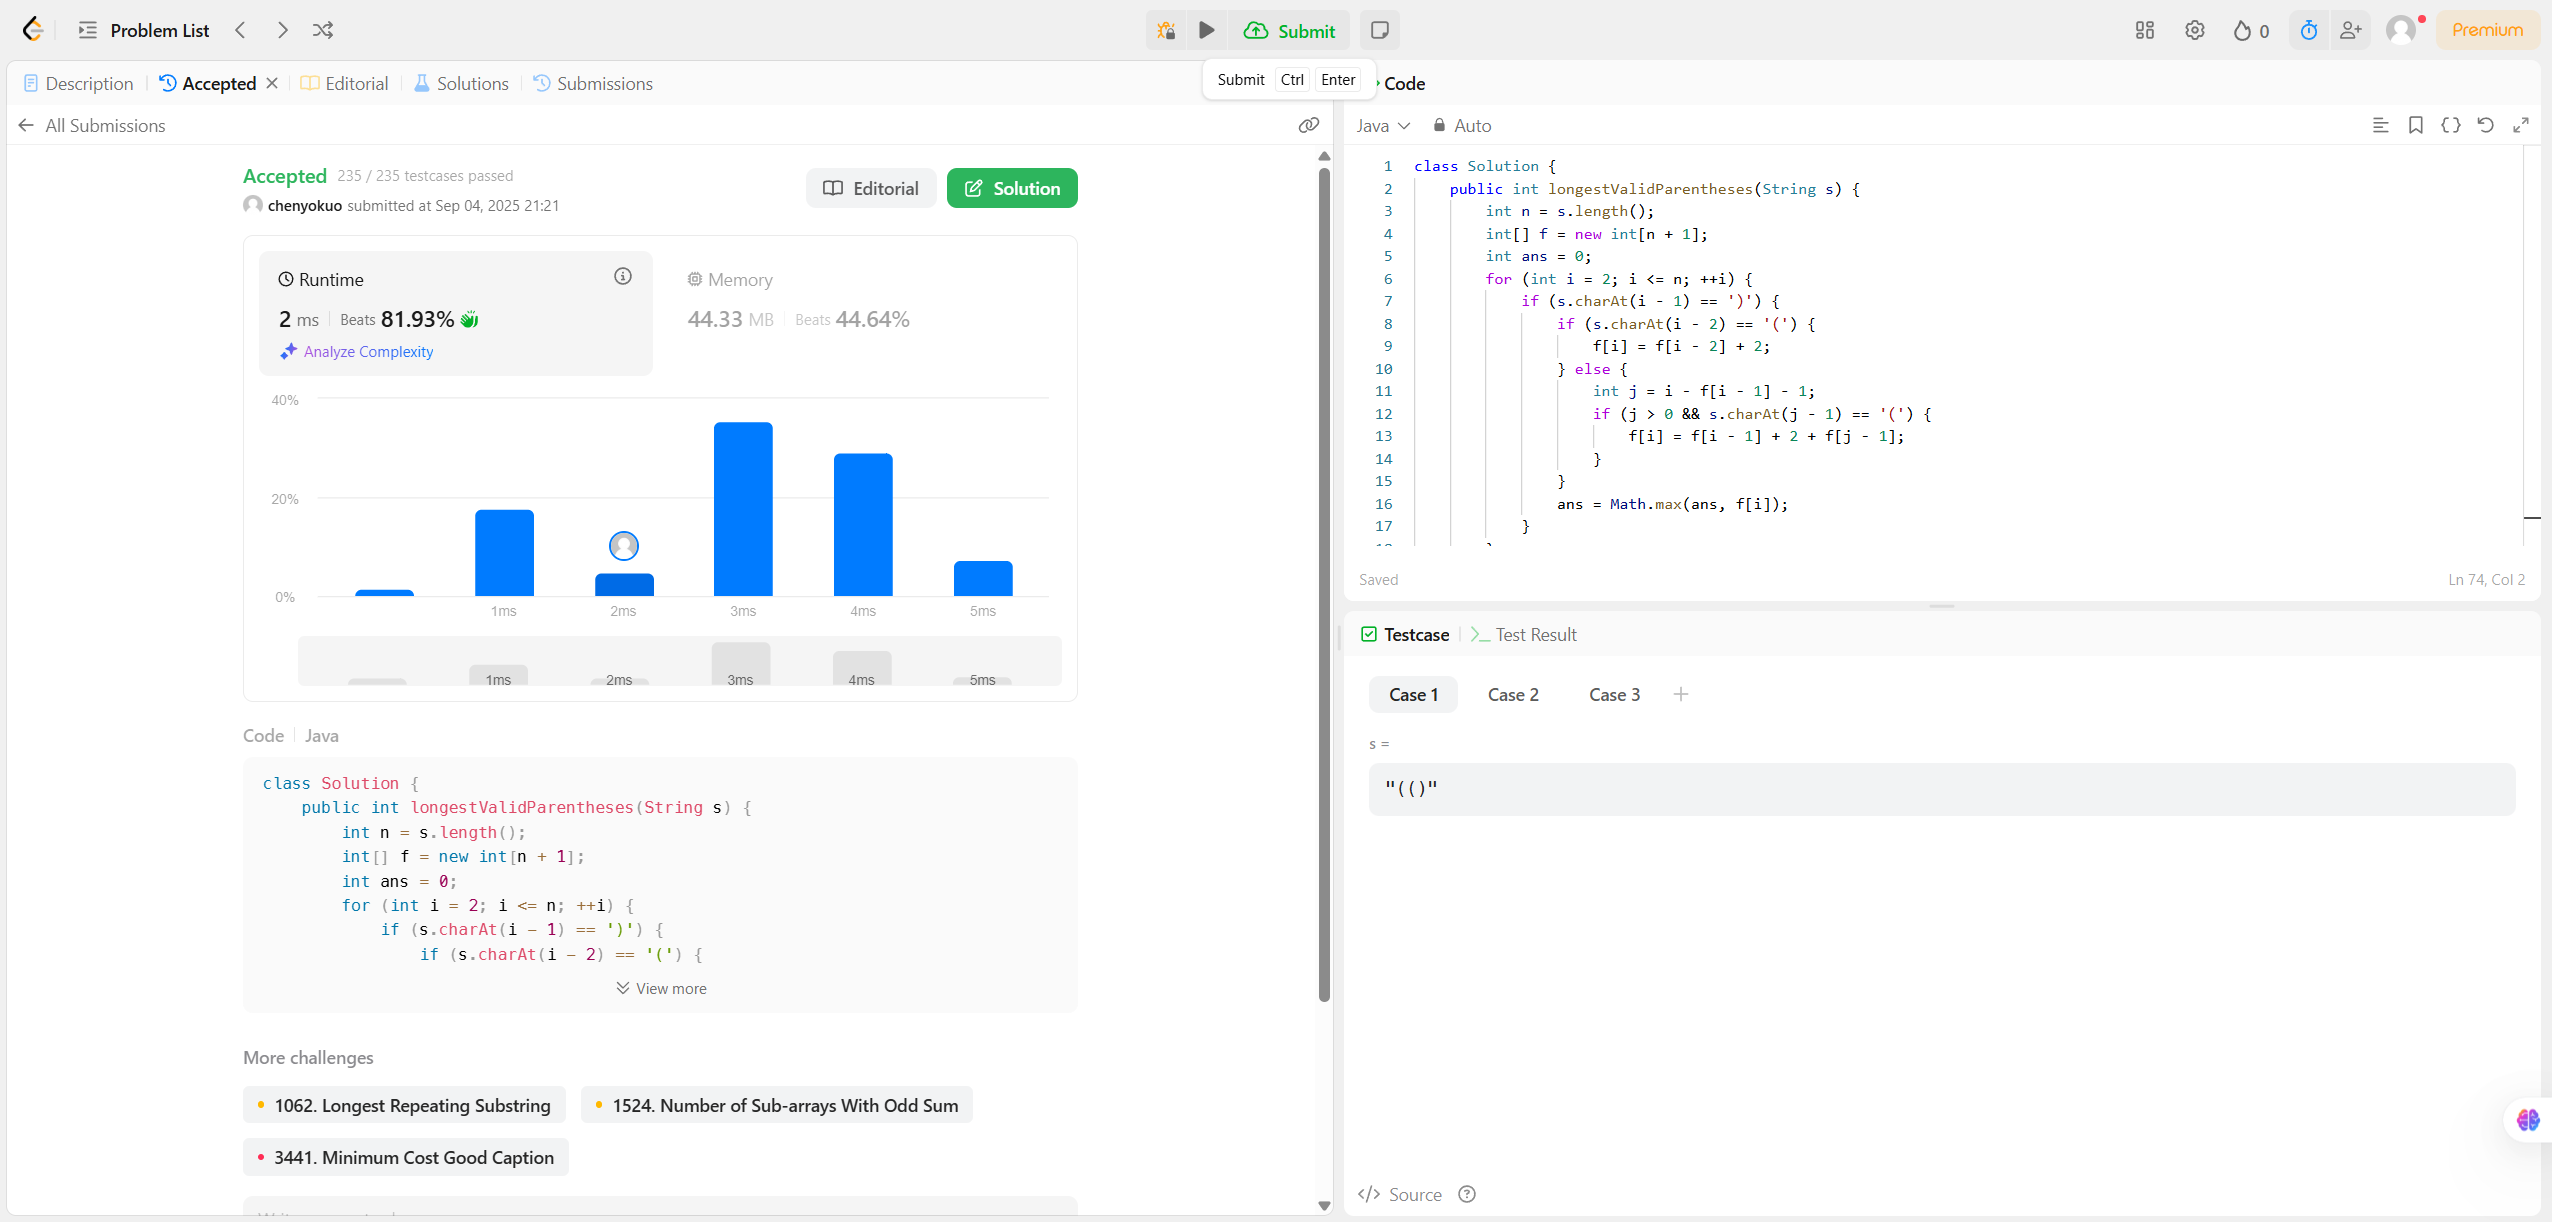 Problem List
Submit
0
Premium
Description
Accepted
Editorial
Solutions
Submissions
Submit Ctrl Enter
Code
All Submissions
Accepted 235 / 235 testcases passed
chenyokuo submitted at Sep 04, 2025 21:21
Editorial
Solution
Runtime
2 ms Beats 81.93%
Analyze Complexity
Memory
44.33 MB Beats 44.64%
40%
20%
0%
1ms 2ms 3ms 4ms 5ms
1ms 2ms 3ms 4ms 5ms
Code Java
class Solution {
    public int longestValidParentheses(String s) {
        int n = s.length();
        int[] f = new int[n + 1];
        int ans = 0;
        for (int i = 2; i <= n; ++i) {
            if (s.charAt(i - 1) == ')') {
                if (s.charAt(i - 2) == '(') {
View more
More challenges
1062. Longest Repeating Substring
1524. Number of Sub-arrays With Odd Sum
3441. Minimum Cost Good Caption
Java Auto
1 class Solution {
2     public int longestValidParentheses(String s) {
3         int n = s.length();
4         int[] f = new int[n + 1];
5         int ans = 0;
6         for (int i = 2; i <= n; ++i) {
7             if (s.charAt(i - 1) == ')') {
8                 if (s.charAt(i - 2) == '(') {
9                     f[i] = f[i - 2] + 2;
10                 } else {
11                     int j = i - f[i - 1] - 1;
12                     if (j > 0 && s.charAt(j - 1) == '(') {
13                         f[i] = f[i - 1] + 2 + f[j - 1];
14                     }
15                 }
16                 ans = Math.max(ans, f[i]);
17             }
Saved
Ln 74, Col 2
Testcase
Test Result
Case 1 Case 2 Case 3
s =
"(()"
Source